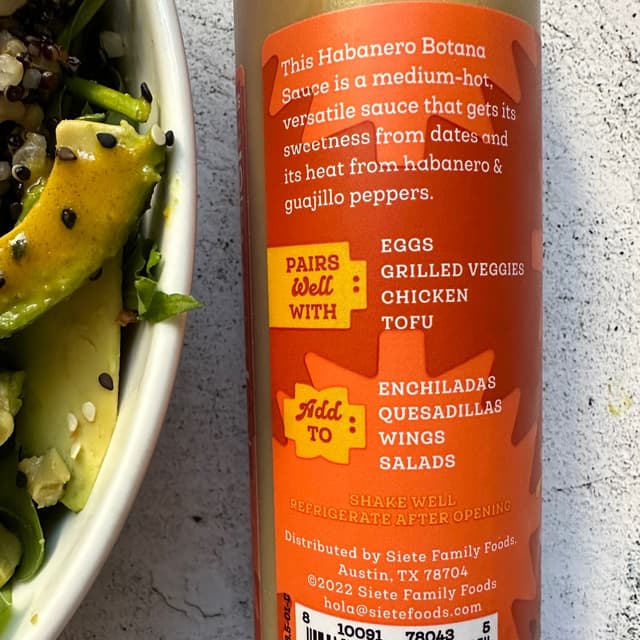 This Habanero Botana
Sauce is a medium-hot,
versatile sauce that gets its
sweetness from dates and
its heat from habanero &
guajillo peppers.
PAIRS
Well
WITH :
EGGS
GRILLED VEGGIES
CHICKEN
TOFU
Add
TO :
ENCHILADAS
QUESADILLAS
WINGS
SALADS
SHAKE WELL
REFRIGERATE AFTER OPENING
Distributed by Siete Family Foods,
Austin, TX 78704
©2022 Siete Family Foods
hola@sietefoods.com
8 10091 78043 5